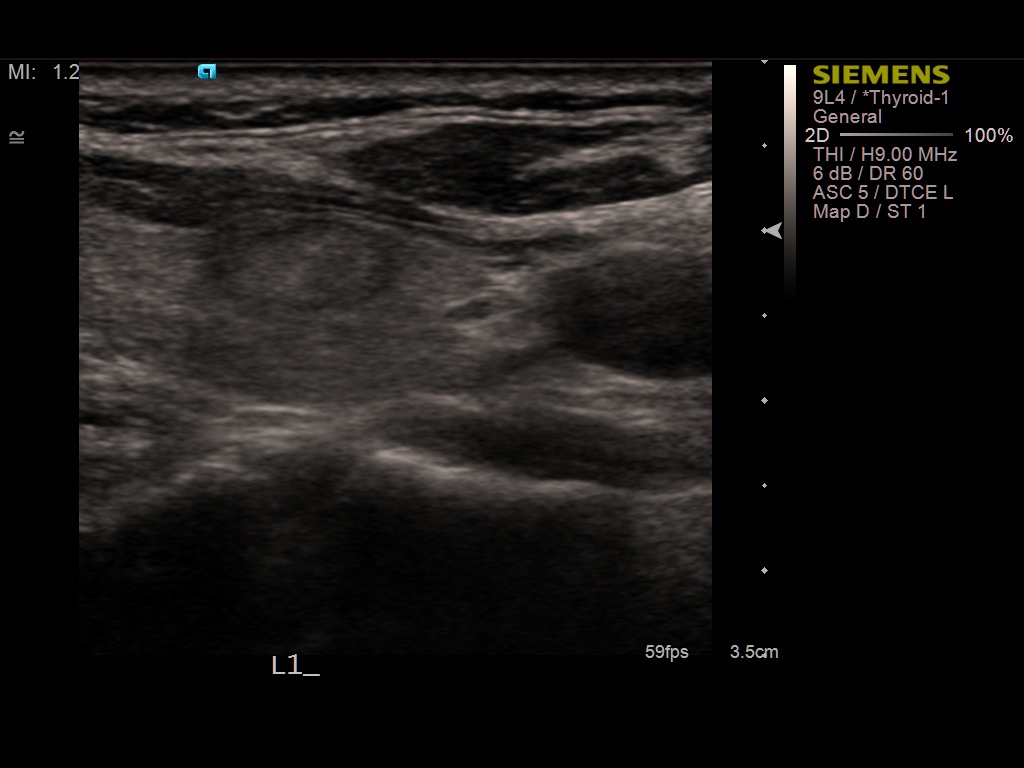 MI: 1.2
SIEMENS
9L4 / *Thyroid-1
General
2D 100%
THI / H9.00 MHz
6 dB / DR 60
ASC 5 / DTCE L
Map D / ST 1
59fps 3.5cm
L1_